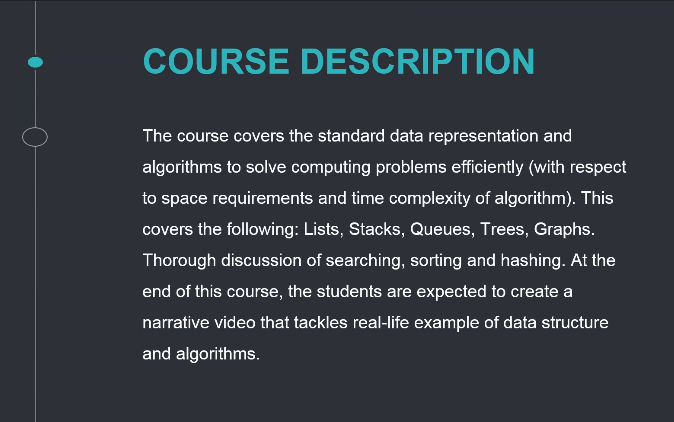 COURSE DESCRIPTION
The course covers the standard data representation and
algorithms to solve computing problems efficiently (with respect
to space requirements and time complexity of algorithm). This
covers the following: Lists, Stacks, Queues, Trees, Graphs.
Thorough discussion of searching, sorting and hashing. At the
end of this course, the students are expected to create a
narrative video that tackles real-life example of data structure
and algorithms.